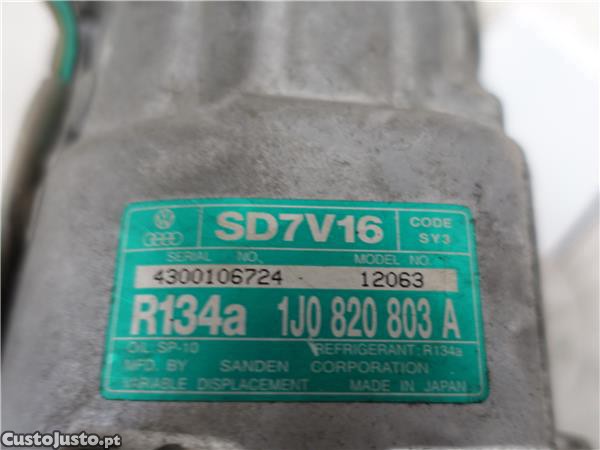 SD7V16
CODE
SY3
SERIAL NO. MODEL NO.
4300106724 12063
R134a 1J0 820 803 A
OIL: SP-10 REFRIGERANT: R134a
MFD. BY SANDEN CORPORATION
VARIABLE DISPLACEMENT MADE IN JAPAN
CustoJusto.pt